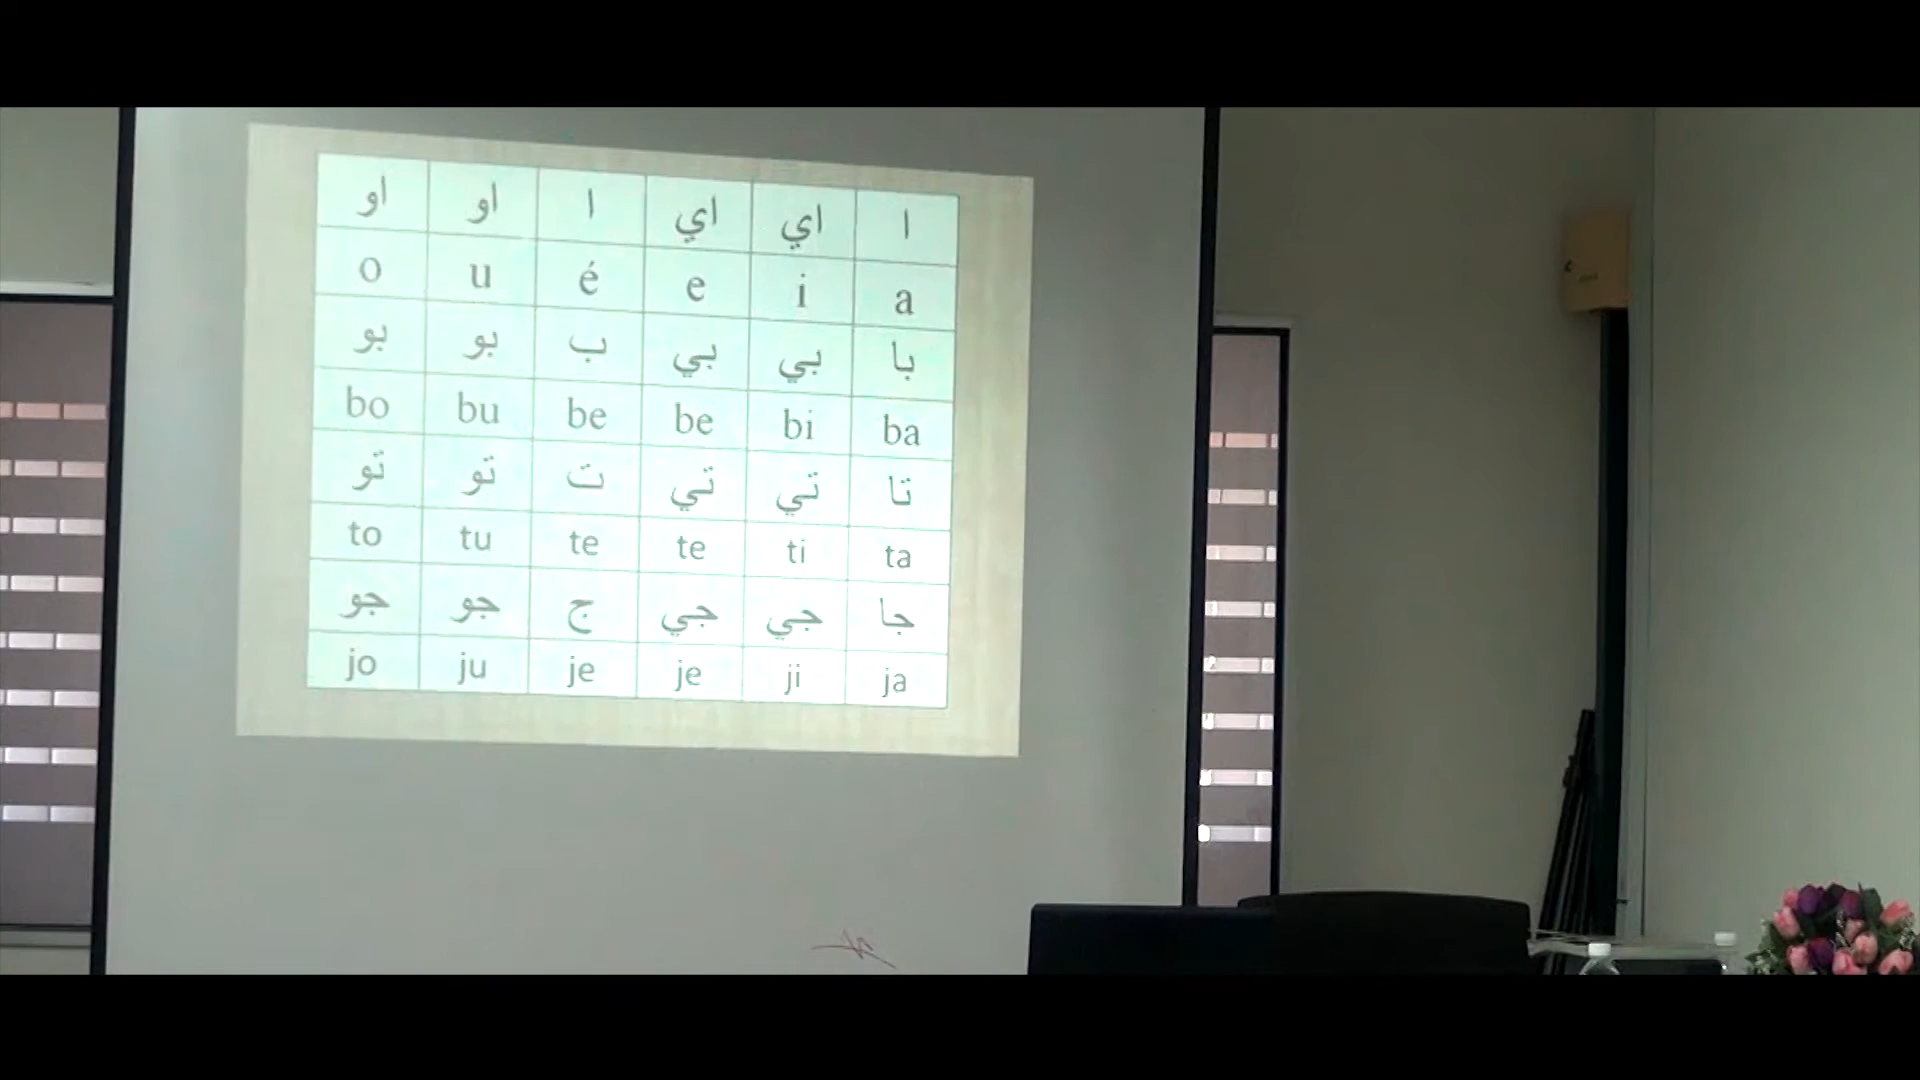 ا اي اي ا او او
a i e é u o
با بي بي ب بو بو
ba bi be be bu bo
تا تي تي ت تو تو
ta ti te te tu to
جا جي جي ج جو جو
ja ji je je ju jo